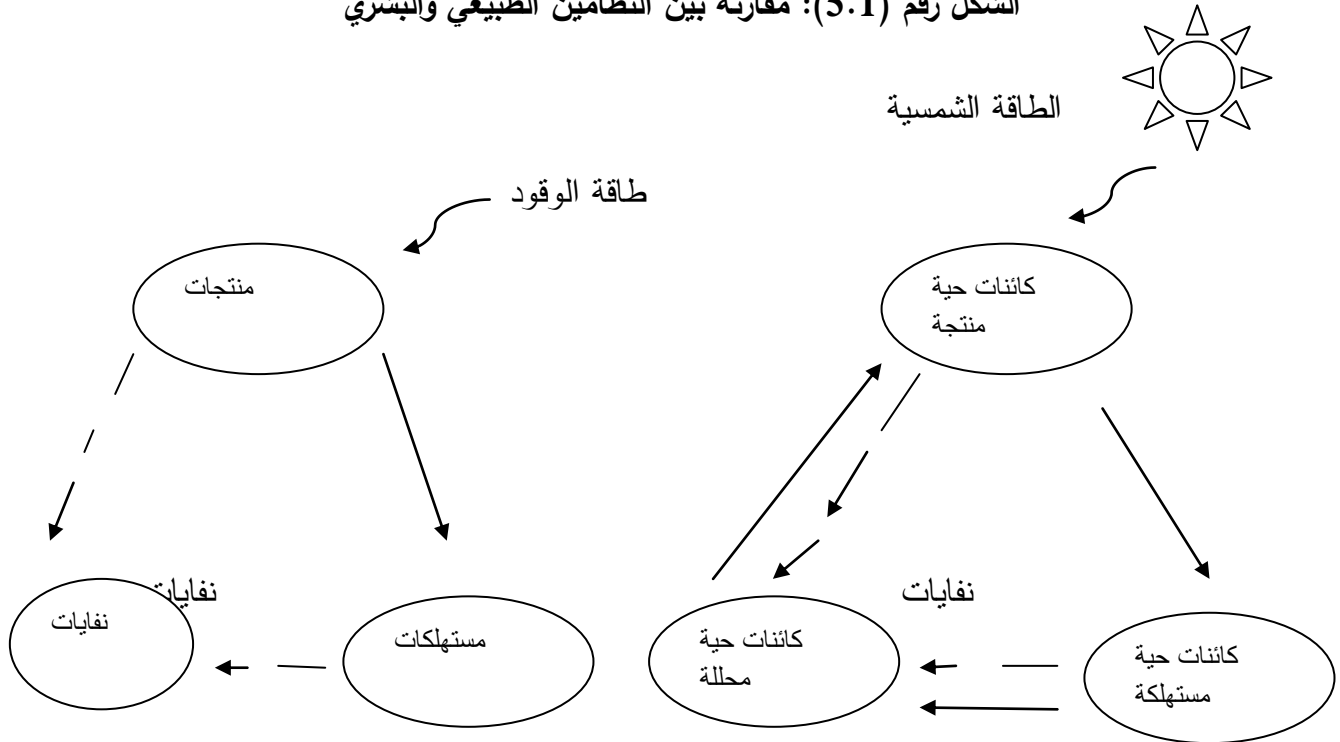 الشكل رقم (5.1): مقارنة بين النظامين الطبيعي والبشري
الطاقة الشمسية
طاقة الوقود
كائنات حية
منتجة
منتجات
نفايات
نفايات
كائنات حية
مستهلكة
كائنات حية
محللة
مستهلكات
نفايات